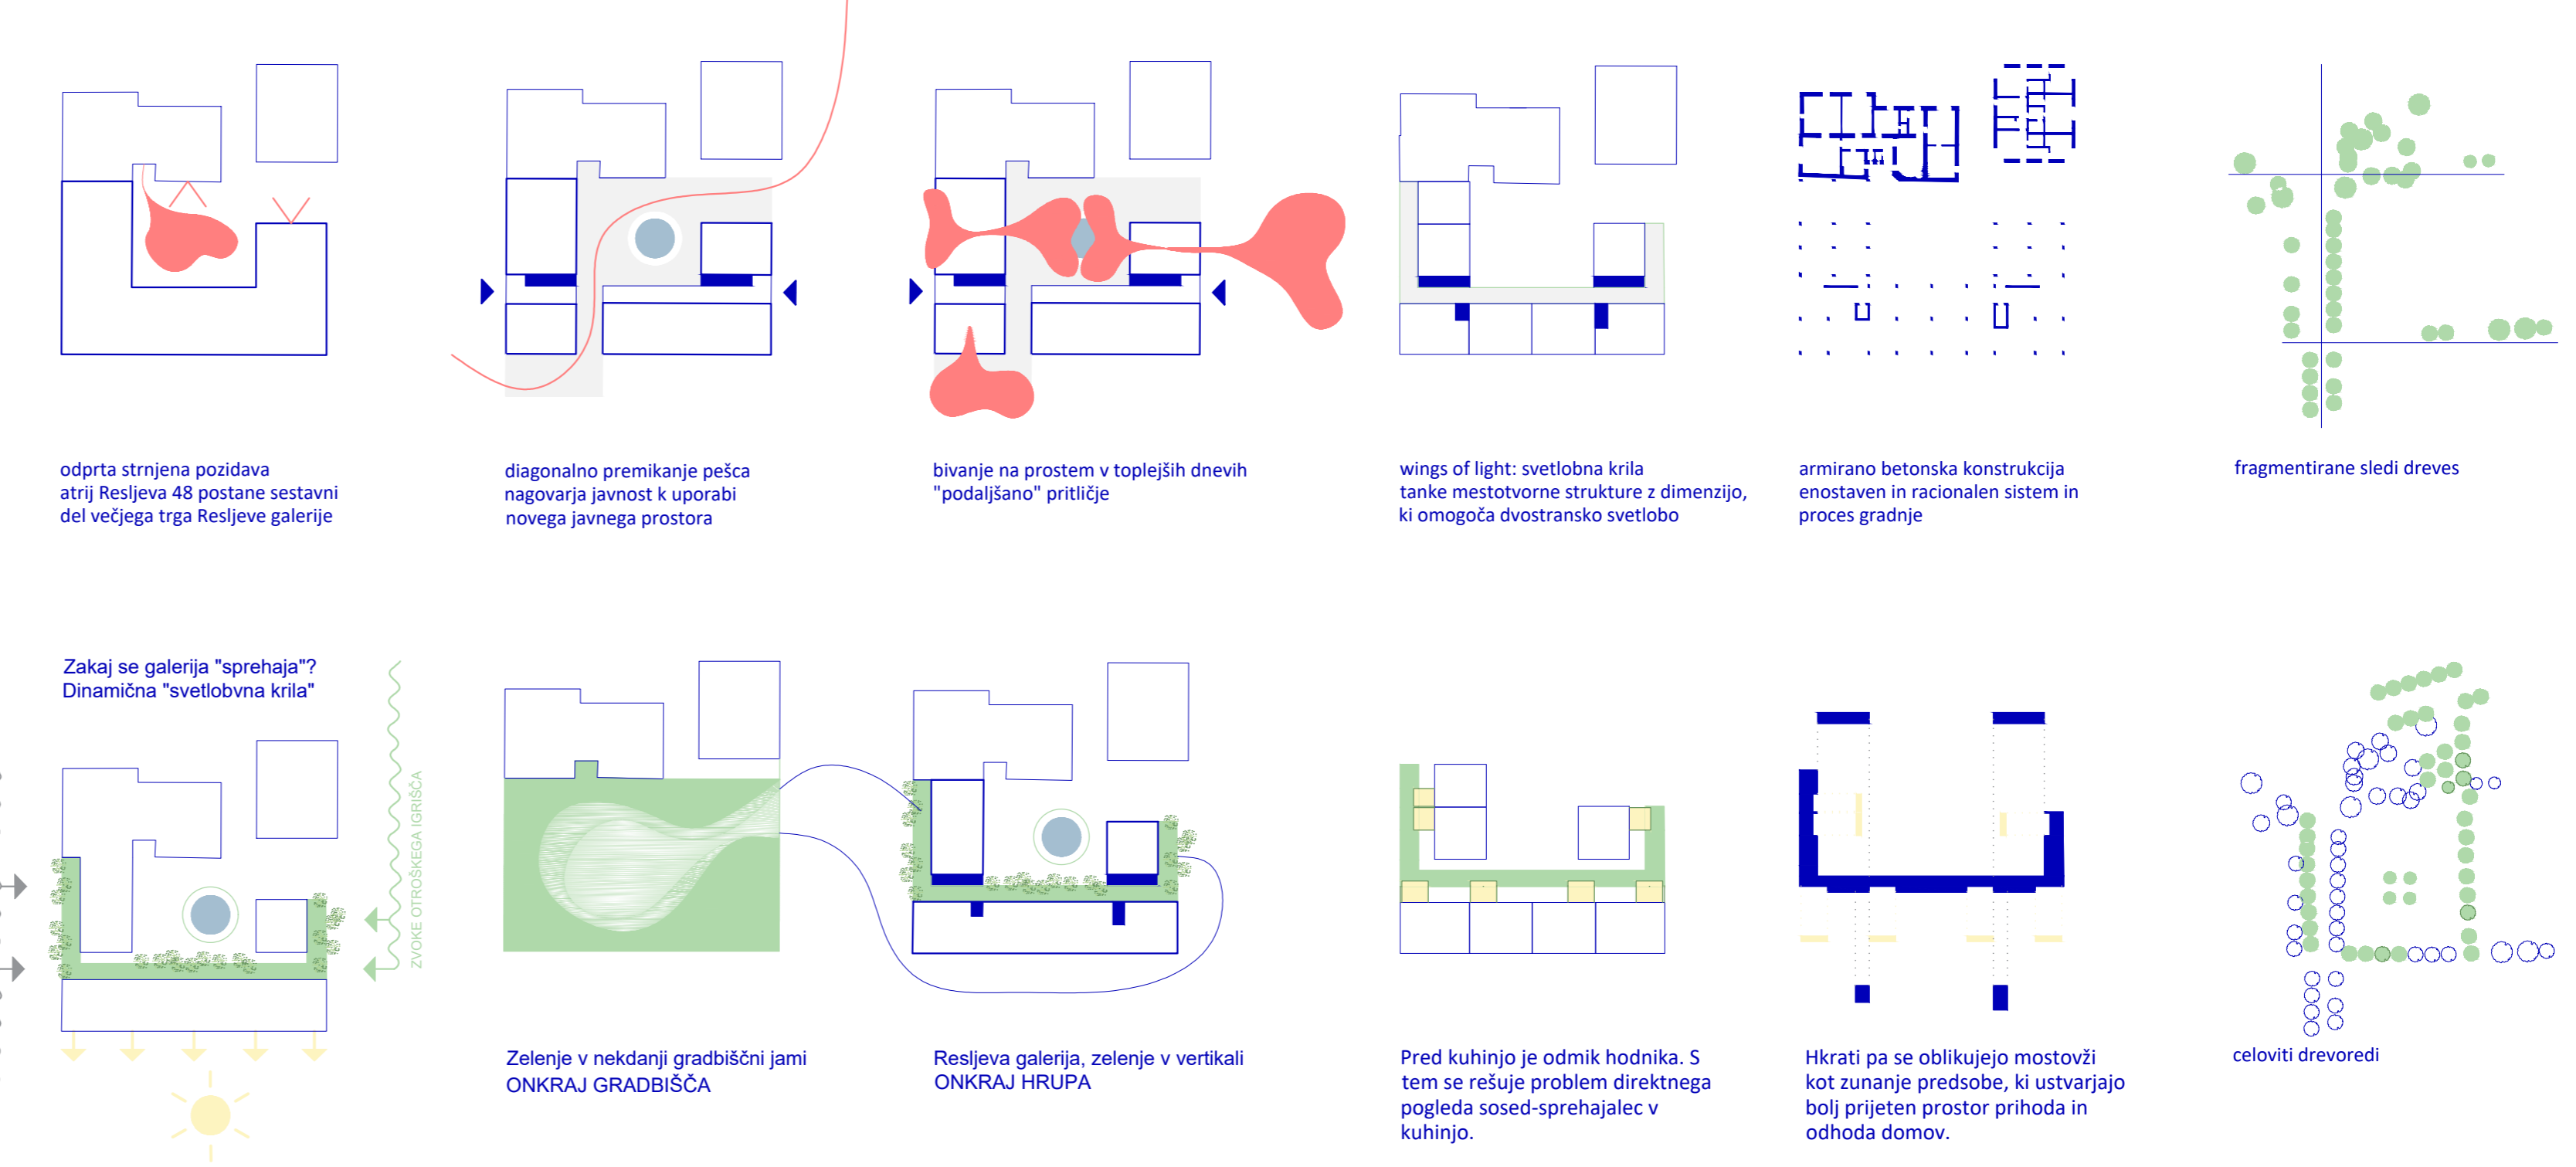 odprta strnjena pozidava
atrij Resljeva 48 postane sestavni
del večjega trga Resljeve galerije
diagonalno premikanje pešca
nagovarja javnost k uporabi
novega javnega prostora
bivanje na prostem v toplejših dnevih
"podaljšano" pritličje
wings of light: svetlobna krila
tanke mestotvorne strukture z dimenzijo,
ki omogoča dvostransko svetlobo
armirano betonska konstrukcija
enostaven in racionalen sistem in
proces gradnje
fragmentirane sledi dreves
Zakaj se galerija "sprehaja"?
Dinamična "svetlobvna krila"
ZVOKE OTROŠKEGA IGRIŠČA
Zelenje v nekdanji gradbiščni jami
ONKRAJ GRADBIŠČA
Resljeva galerija, zelenje v vertikali
ONKRAJ HRUPA
Pred kuhinjo je odmik hodnika. S
tem se rešuje problem direktnega
pogleda sosed-sprehajalec v
kuhinjo.
Hkrati pa se oblikujejo mostovži
kot zunanje predsobe, ki ustvarjajo
bolj prijeten prostor prihoda in
odhoda domov.
celoviti drevoredi